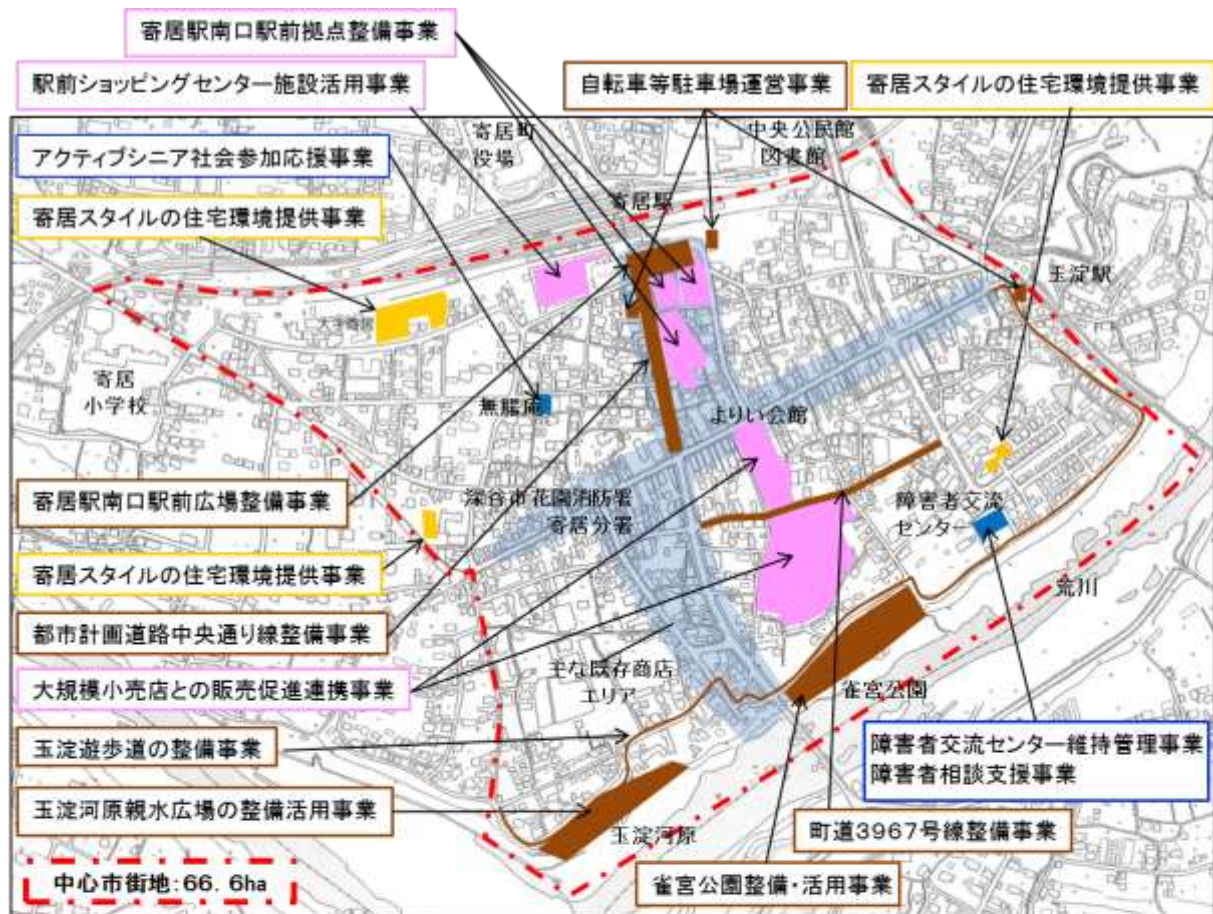 寄居駅南口駅前拠点整備事業
駅前ショッピングセンター施設活用事業
自転車等駐車場運営事業
寄居スタイルの住宅環境提供事業
寄居町
役場
中央公民館
図書館
アクティブシニア社会参加応援事業
寄居スタイルの住宅環境提供事業
寄居駅
玉淀駅
寄居
小学校
無腸庵
よりい会館
寄居駅南口駅前広場整備事業
深谷市花園消防署
寄居分署
障害者交流
センター
寄居スタイルの住宅環境提供事業
荒川
都市計画道路中央通り線整備事業
主な既存商店
エリア
大規模小売店との販売促進連携事業
雀宮公園
玉淀遊歩道の整備事業
障害者交流センター維持管理事業
障害者相談支援事業
玉淀河原親水広場の整備活用事業
玉淀河原
町道3967号線整備事業
中心市街地:66.6ha
雀宮公園整備・活用事業